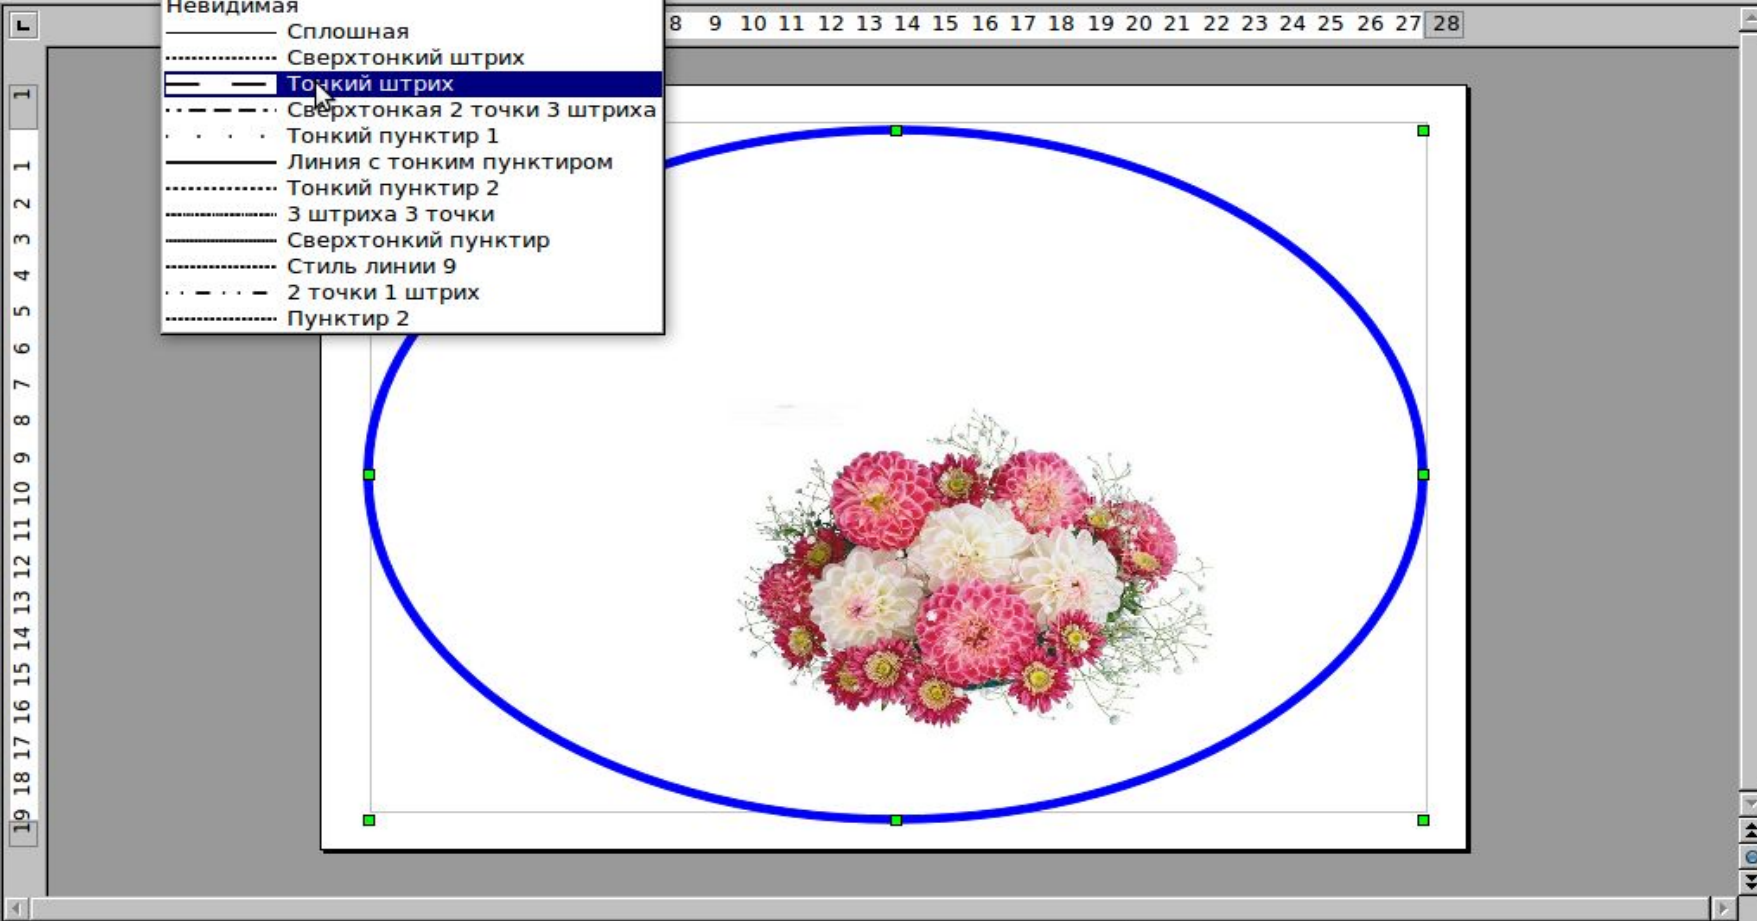 Невидимая
Сплошная
Сверхтонкий штрих
Тонкий штрих
Сверхтонкая 2 точки 3 штриха
Тонкий пунктир 1
Линия с тонким пунктиром
Тонкий пунктир 2
3 штриха 3 точки
Сверхтонкий пунктир
Стиль линии 9
2 точки 1 штрих
Пунктир 2
8 9 10 11 12 13 14 15 16 17 18 19 20 21 22 23 24 25 26 27 28
1
1
2
3
4
5
6
7
8
9
10
11
12
13
14
15
16
17
18
19